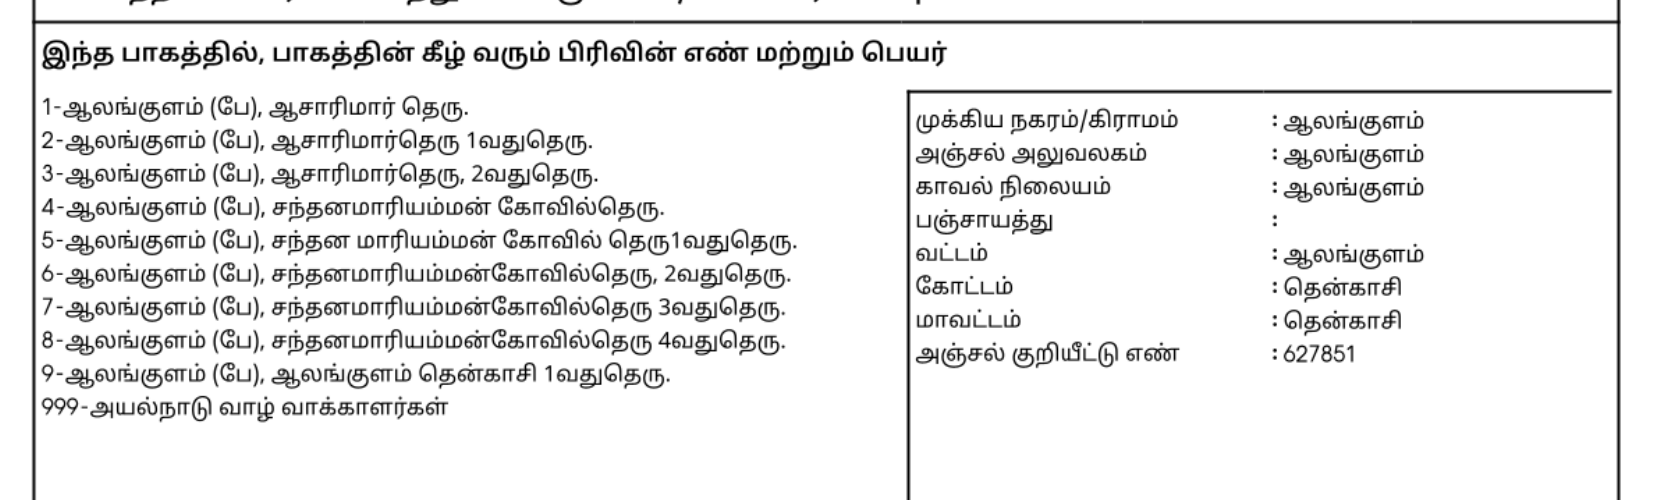 இந்த பாகத்தில், பாகத்தின் கீழ் வரும் பிரிவின் எண் மற்றும் பெயர்
1-ஆலங்குளம் (பே), ஆசாரிமார் தெரு.
2-ஆலங்குளம் (பே), ஆசாரிமார்தெரு 1வதுதெரு.
3-ஆலங்குளம் (பே), ஆசாரிமார்தெரு, 2வதுதெரு.
4-ஆலங்குளம் (பே), சந்தனமாரியம்மன் கோவில்தெரு.
5-ஆலங்குளம் (பே), சந்தன மாரியம்மன் கோவில் தெரு1வதுதெரு.
6-ஆலங்குளம் (பே), சந்தனமாரியம்மன்கோவில்தெரு, 2வதுதெரு.
7-ஆலங்குளம் (பே), சந்தனமாரியம்மன்கோவில்தெரு 3வதுதெரு.
8-ஆலங்குளம் (பே), சந்தனமாரியம்மன்கோவில்தெரு 4வதுதெரு.
9-ஆலங்குளம் (பே), ஆலங்குளம் தென்காசி 1வதுதெரு.
999-அயல்நாடு வாழ் வாக்காளர்கள்
முக்கிய நகரம்/கிராமம் : ஆலங்குளம்
அஞ்சல் அலுவலகம் : ஆலங்குளம்
காவல் நிலையம் : ஆலங்குளம்
பஞ்சாயத்து :
வட்டம் : ஆலங்குளம்
கோட்டம் : தென்காசி
மாவட்டம் : தென்காசி
அஞ்சல் குறியீட்டு எண் : 627851